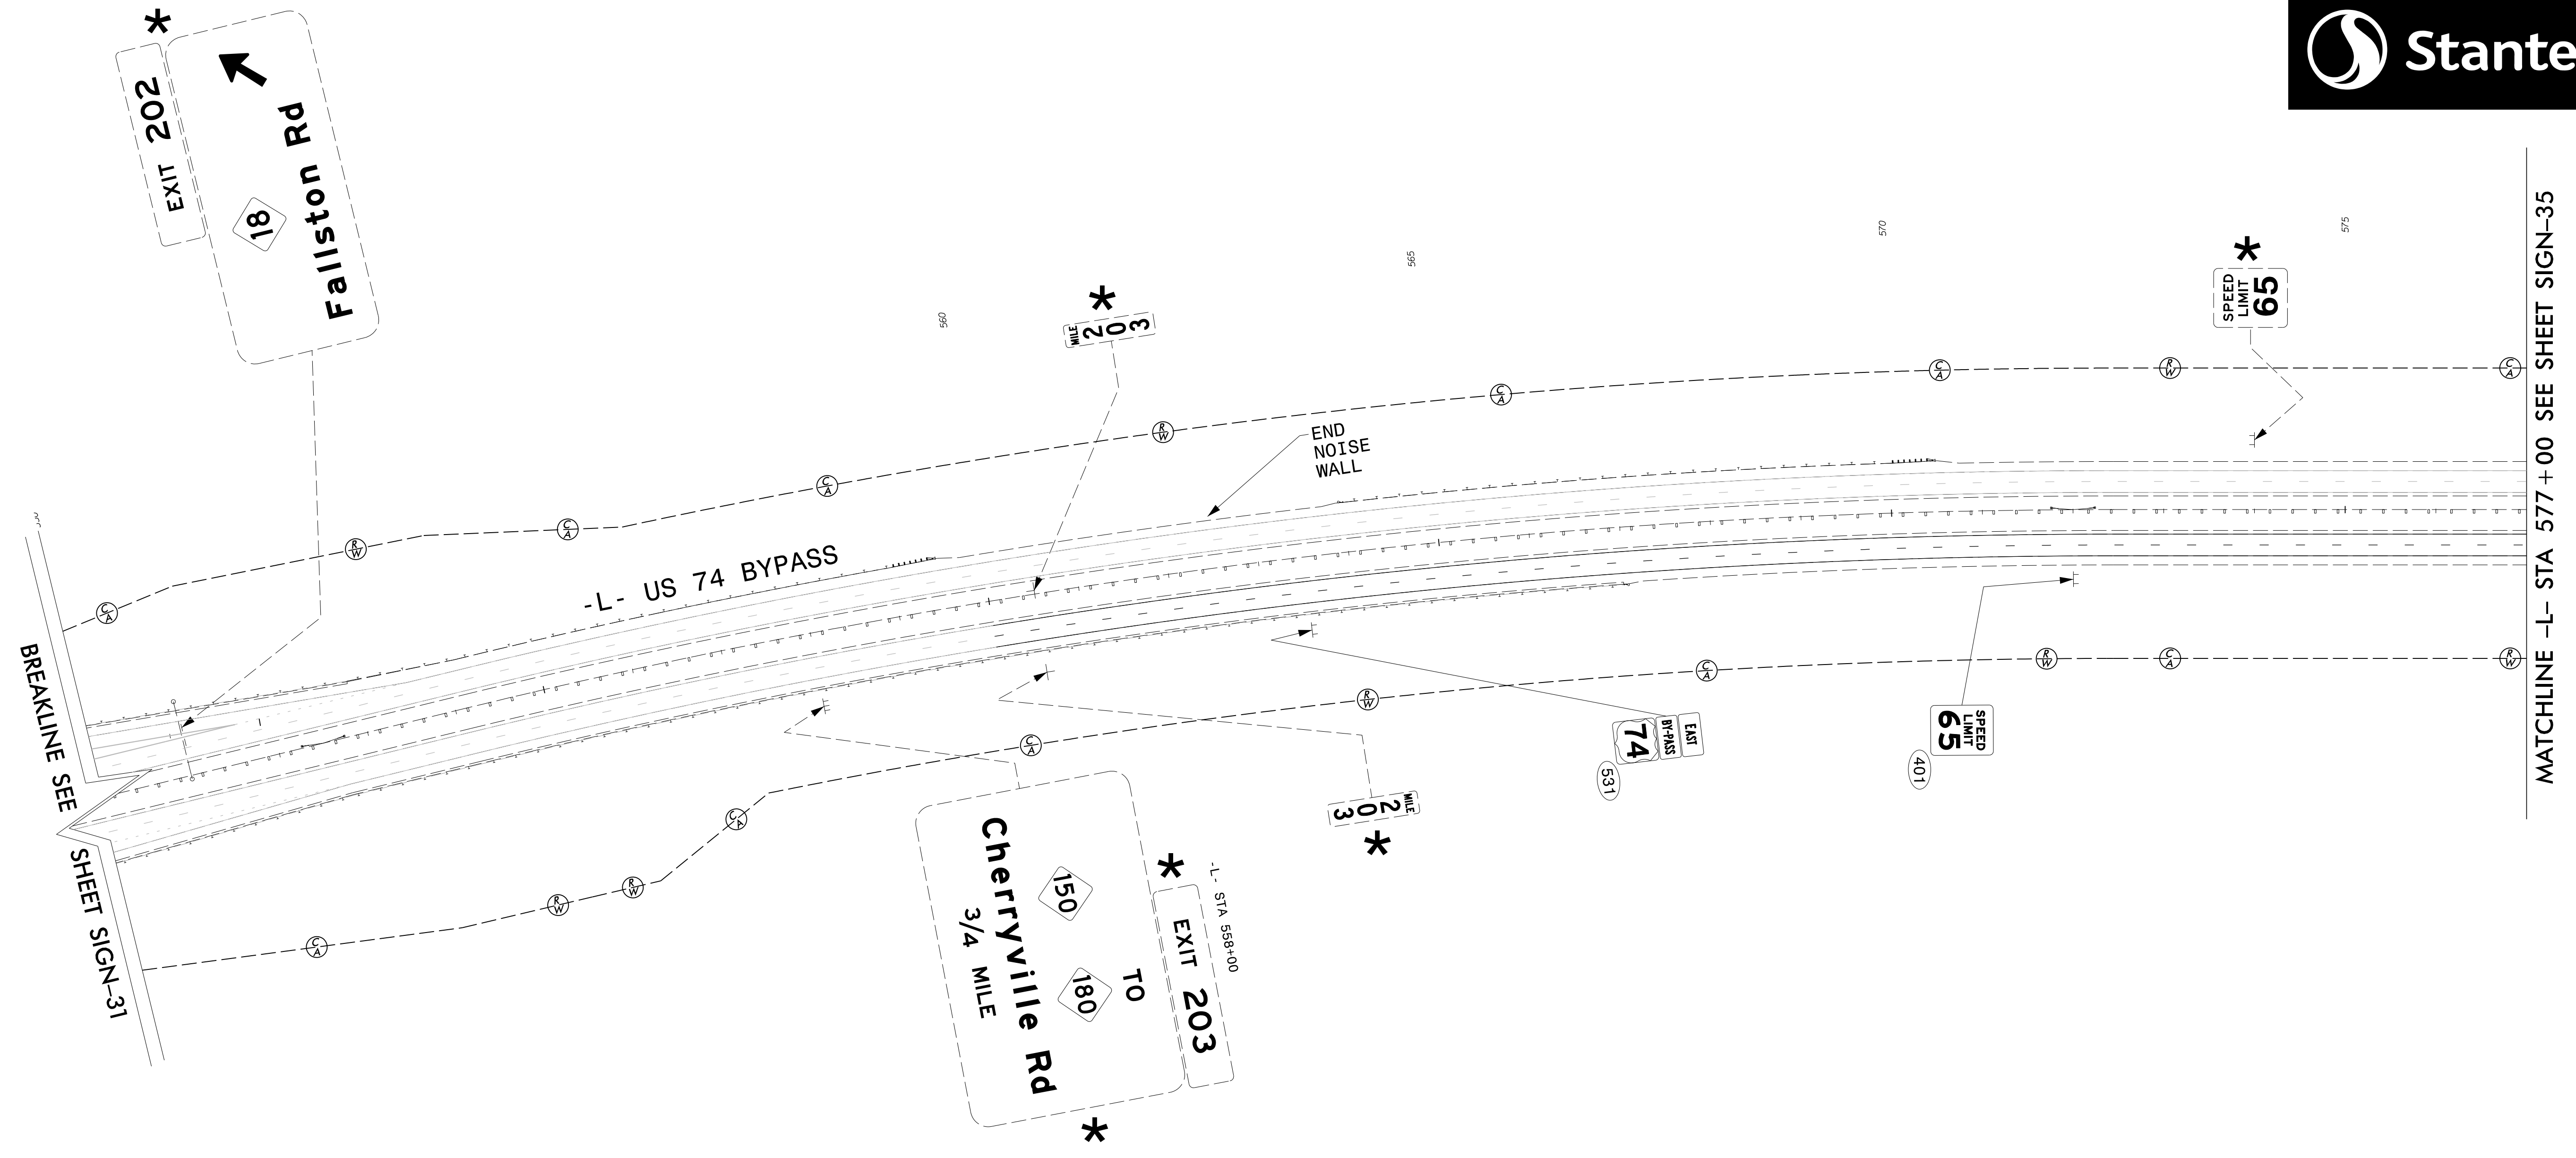 Stante
EXIT 202
18
Fallston Rd
MILE
2
0
3
560
565
570
575
SPEED
LIMIT
65
END
NOISE
WALL
-L- US 74 BYPASS
BREAKLINE SEE
SHEET SIGN-31
MATCHLINE -L- STA 577+00 SEE SHEET SIGN-35
C/A
R/W
C/A
C/A
R/W
C/A
C/A
R/W
C/A
C/A
R/W
R/W
C/A
C/A
R/W
C/A
R/W
C/A
R/W
EAST
BY-PASS
74
531
SPEED
LIMIT
65
401
MILE
2
0
3
-L- STA 558+00
EXIT 203
TO
150 180
Cherryville Rd
3/4 MILE